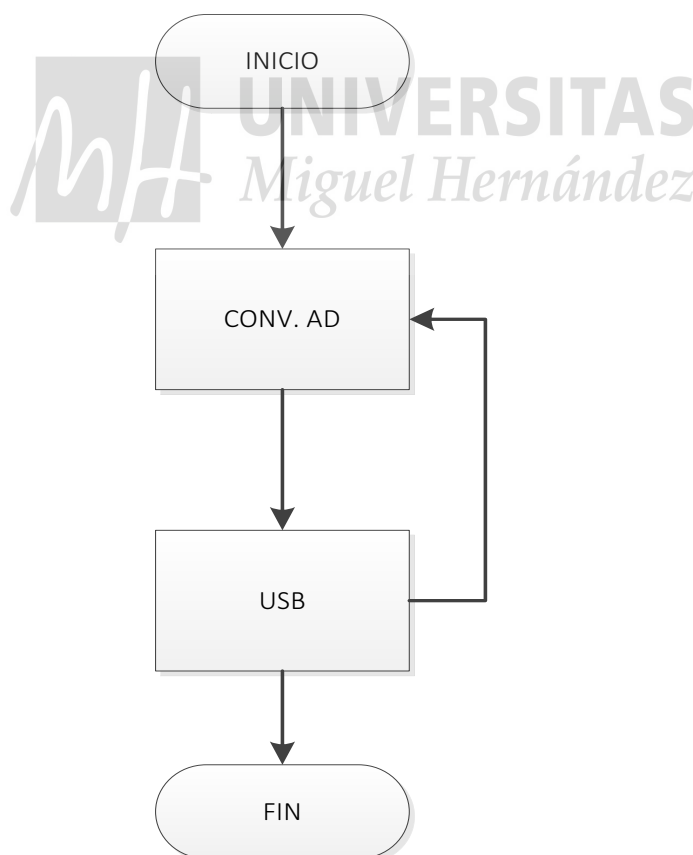 INICIO
UNIVERSITAS
Miguel Hernández
CONV. AD
USB
FIN